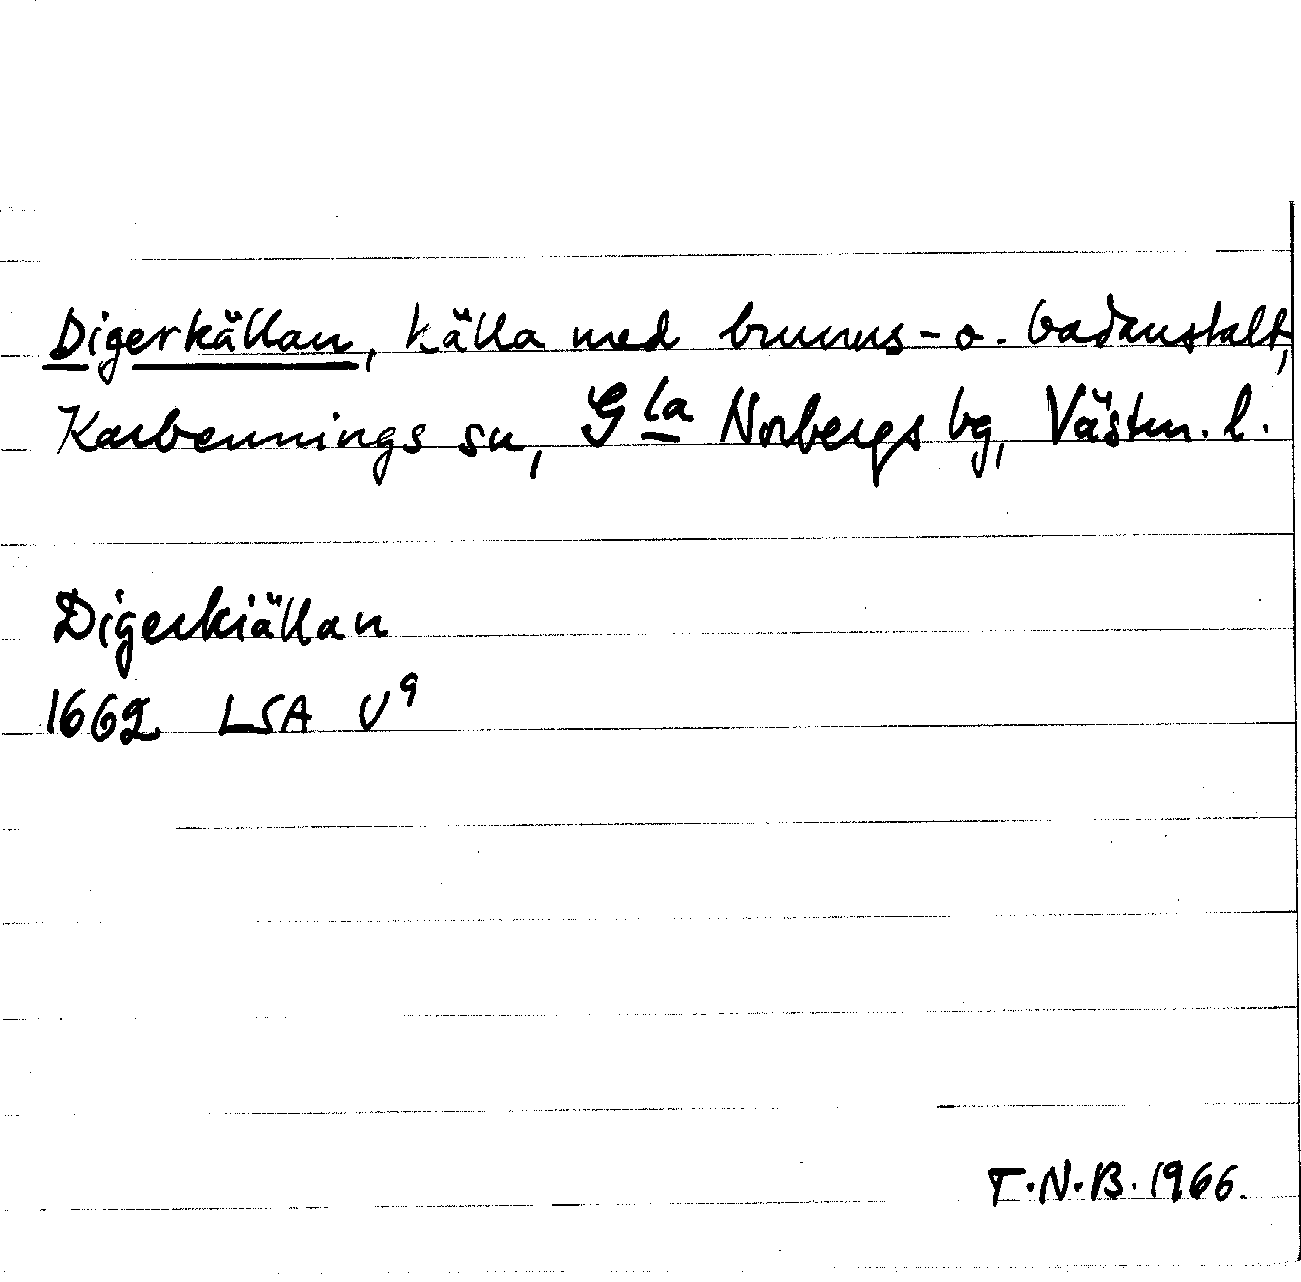 Digerkällan, källa med brunns- o. badanstalt,
Karbennings sn, Gla Norbergs bg, Västm. l.
Digerkiällan
1662 LSA U9
T.N.B. 1966.